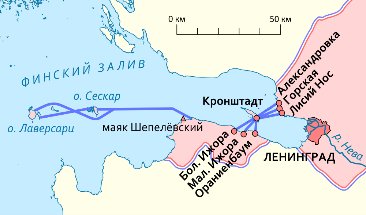 0 км
50 км
ФИНСКИЙ ЗАЛИВ
Александровка
Горская
Лисий Нос
о. Сескар
Кронштадт
о. Лаверсари
маяк Шепелёвский
р. Нева
Бол. Ижора
Мал. Ижора
Ораниенбаум
ЛЕНИНГРАД